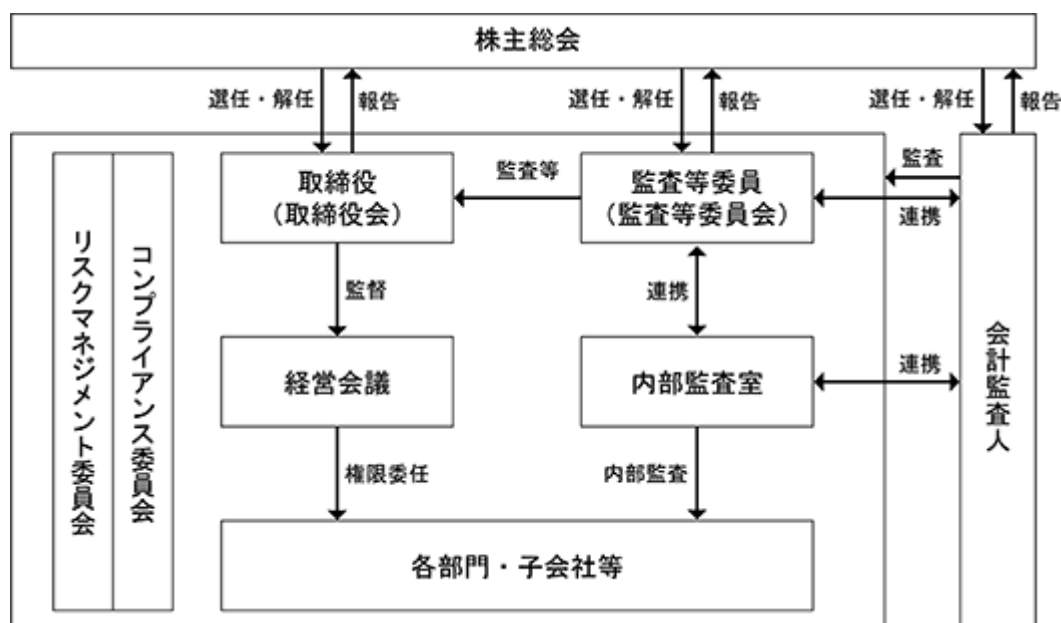 株主総会
選任・解任
報告
選任・解任
報告
選任・解任
報告
リスクマネジメント委員会
コンプライアンス委員会
取締役
（取締役会）
監査等
監査等委員
（監査等委員会）
監査
連携
監督
連携
経営会議
内部監査室
連携
会計監査人
権限委任
内部監査
各部門・子会社等